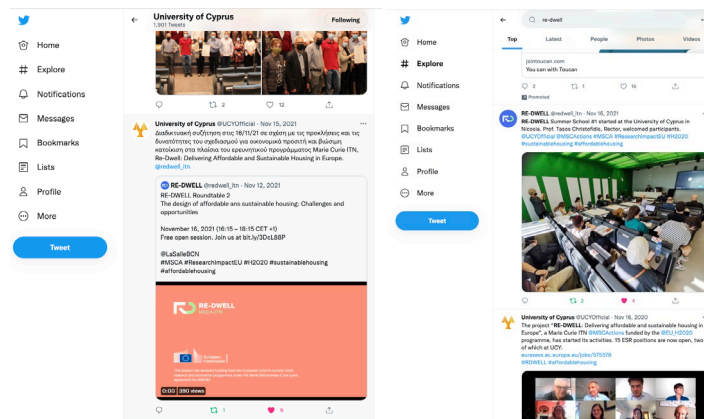 University of Cyprus
1,901 Tweets
Following
Home
Explore
Notifications
Messages
Bookmarks
Lists
Profile
More
Tweet
2
12
University of Cyprus @UCYOfficial · Nov 15, 2021
Διαδικτυακή συζήτηση στις 16/11/21 σε σχέση με τις προκλήσεις και τις
δυνατότητες του σχεδιασμού για οικονομικά προσιτή και βιώσιμη
κατοίκιση στα πλαίσια του ερευνητικού προγράμματος Marie Curie ITN,
Re-Dwell: Delivering Affordable and Sustainable Housing in Europe.
@redwell_itn
RE-DWELL @redwell_itn · Nov 12, 2021
RE-DWELL Roundtable 2
The design of affordable ans sustainable housing: Challenges and
opportunities
November 16, 2021 (16:15 – 18:15 CET +1)
Free open session. Join us at bit.ly/3DcL88P
@LaSalleBCN
#MSCA #ResearchImpactEU #H2020 #sustainablehousing
#affordablehousing
RE-DWELL
MSCA ITN
0:00 390 views
1
5
re-dwell
Home
Explore
Notifications
Messages
Bookmarks
Lists
Profile
More
Tweet
Top
Latest
People
Photos
Videos
jointoucan.com
You can with Toucan
2
1
16
Promoted
RE-DWELL @redwell_itn · Nov 16, 2021
RE-DWELL Summer School #1 started at the University of Cyprus in
Nicosia. Prof. Tasos Christofidis, Rector, welcomed participants.
@UCYOfficial @MSCActions #MSCA #ResearchImpactEU #H2020
#sustainablehousing #affordablehousing
2
4
University of Cyprus @UCYOfficial · Nov 16, 2020
The project "RE-DWELL: Delivering affordable and sustainable housing in
Europe", a Marie Curie ITN @MSCActions funded by the @EU_H2020
programme, has started its activities. 15 ESR positions are now open, two
of which at UCY.
euraxess.ec.europa.eu/jobs/575578
#RDWELL #affordablehousing